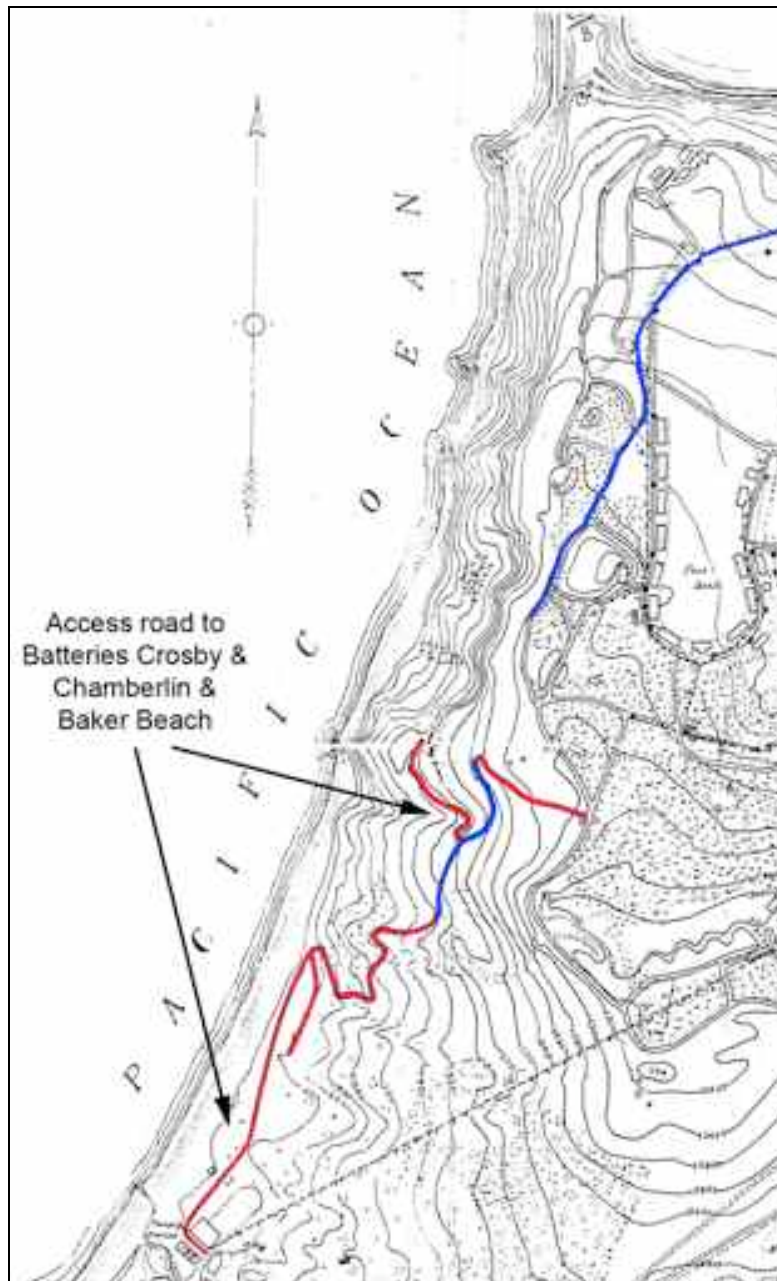 PACIFIC OCEAN
Access road to
Batteries Crosby &
Chamberlin &
Baker Beach